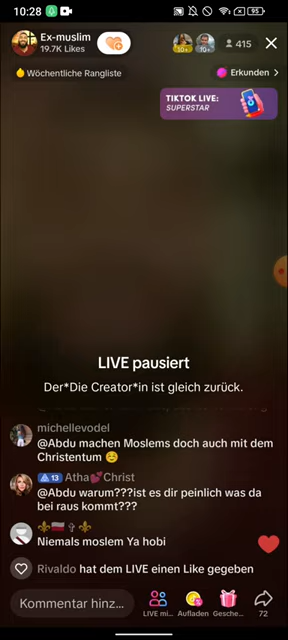 10:28
95
Ex-muslim
19.7K Likes
10+
10+
415
Wöchentliche Rangliste
Erkunden
TIKTOK LIVE:
SUPERSTAR
LIVE pausiert
Der*Die Creator*in ist gleich zurück.
michellevodel
@Abdu machen Moslems doch auch mit dem
Christentum ☺️
13 Atha💕Christ
@Abdu warum???ist es dir peinlich was da
bei raus kommt???
⚜️🇵🇱✝️⚜️
Niemals moslem Ya hobi
Rivaldo hat dem LIVE einen Like gegeben
Kommentar hinz...
LIVE mi...
Aufladen
Gesche...
72